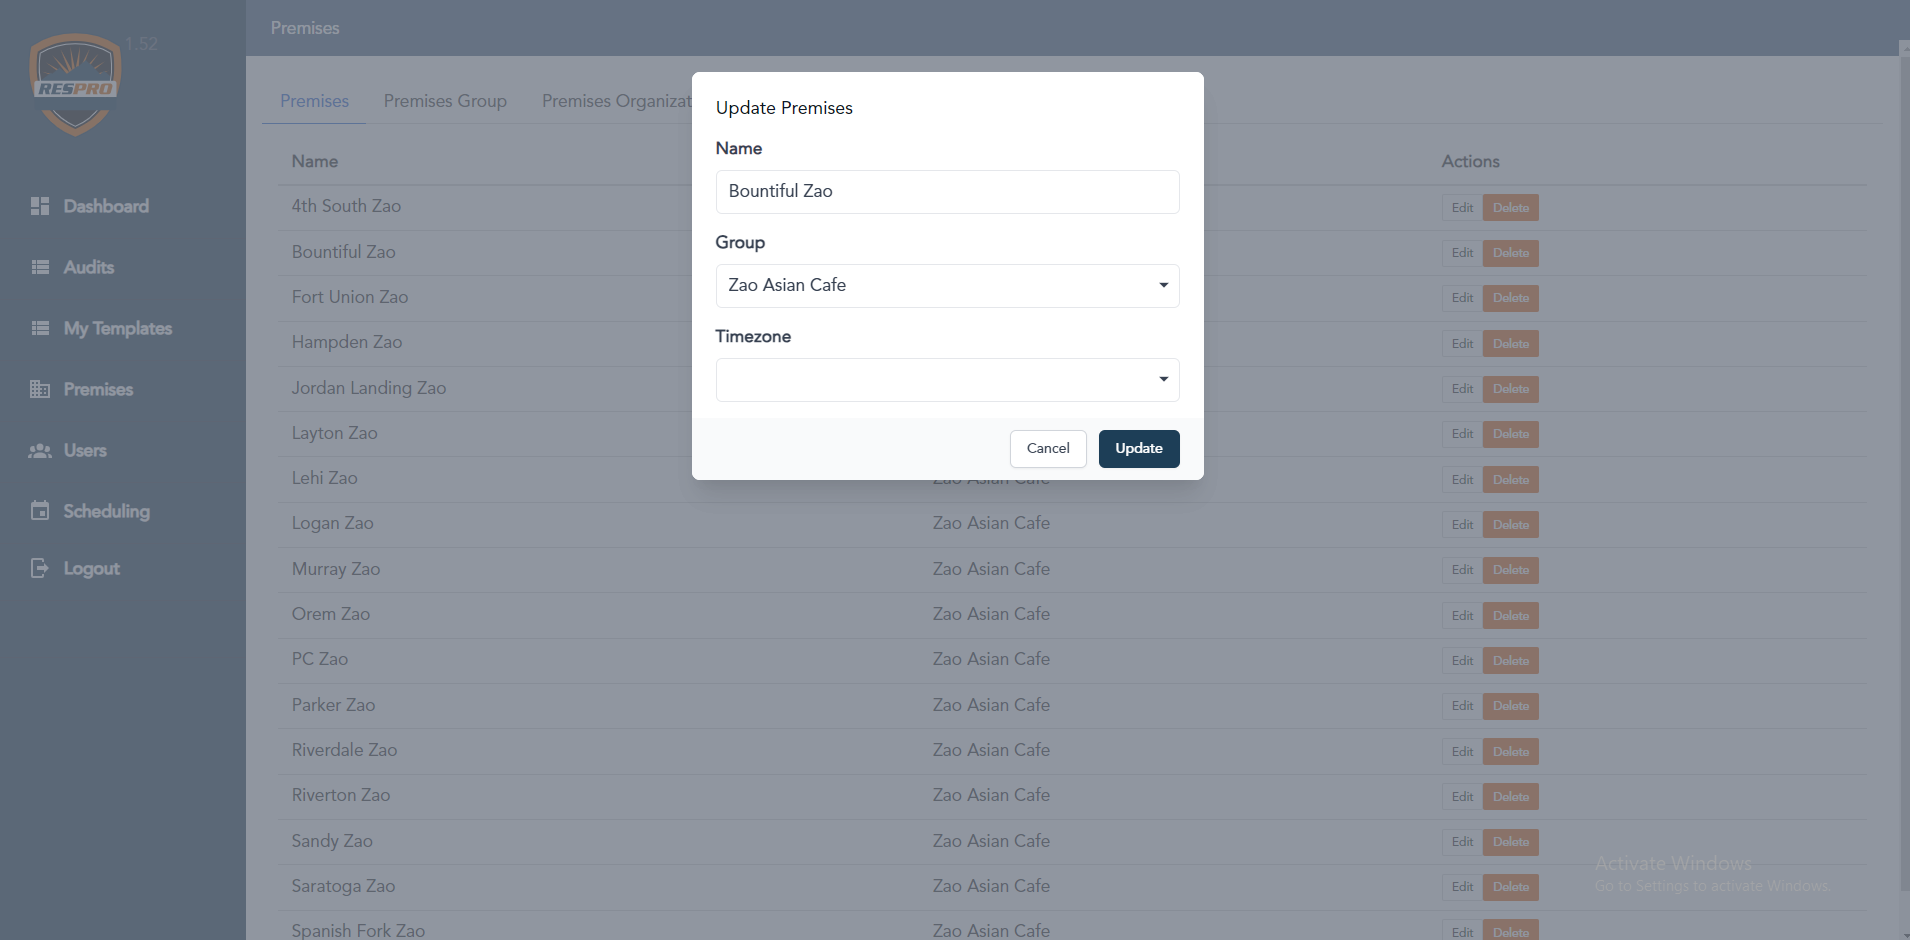 1.52
RESPRO
Dashboard
Audits
My Templates
Premises
Users
Scheduling
Logout
Premises
Premises Premises Group Premises Organizat
Name Actions
4th South Zao Edit Delete
Bountiful Zao Edit Delete
Fort Union Zao Edit Delete
Hampden Zao Edit Delete
Jordan Landing Zao Edit Delete
Layton Zao Edit Delete
Lehi Zao Zao Asian Cafe Edit Delete
Logan Zao Zao Asian Cafe Edit Delete
Murray Zao Zao Asian Cafe Edit Delete
Orem Zao Zao Asian Cafe Edit Delete
PC Zao Zao Asian Cafe Edit Delete
Parker Zao Zao Asian Cafe Edit Delete
Riverdale Zao Zao Asian Cafe Edit Delete
Riverton Zao Zao Asian Cafe Edit Delete
Sandy Zao Zao Asian Cafe Edit Delete
Saratoga Zao Zao Asian Cafe Edit Delete
Spanish Fork Zao Zao Asian Cafe Edit Delete
Update Premises
Name
Bountiful Zao
Group
Zao Asian Cafe
Timezone
Cancel Update
Activate Windows
Go to Settings to activate Windows.